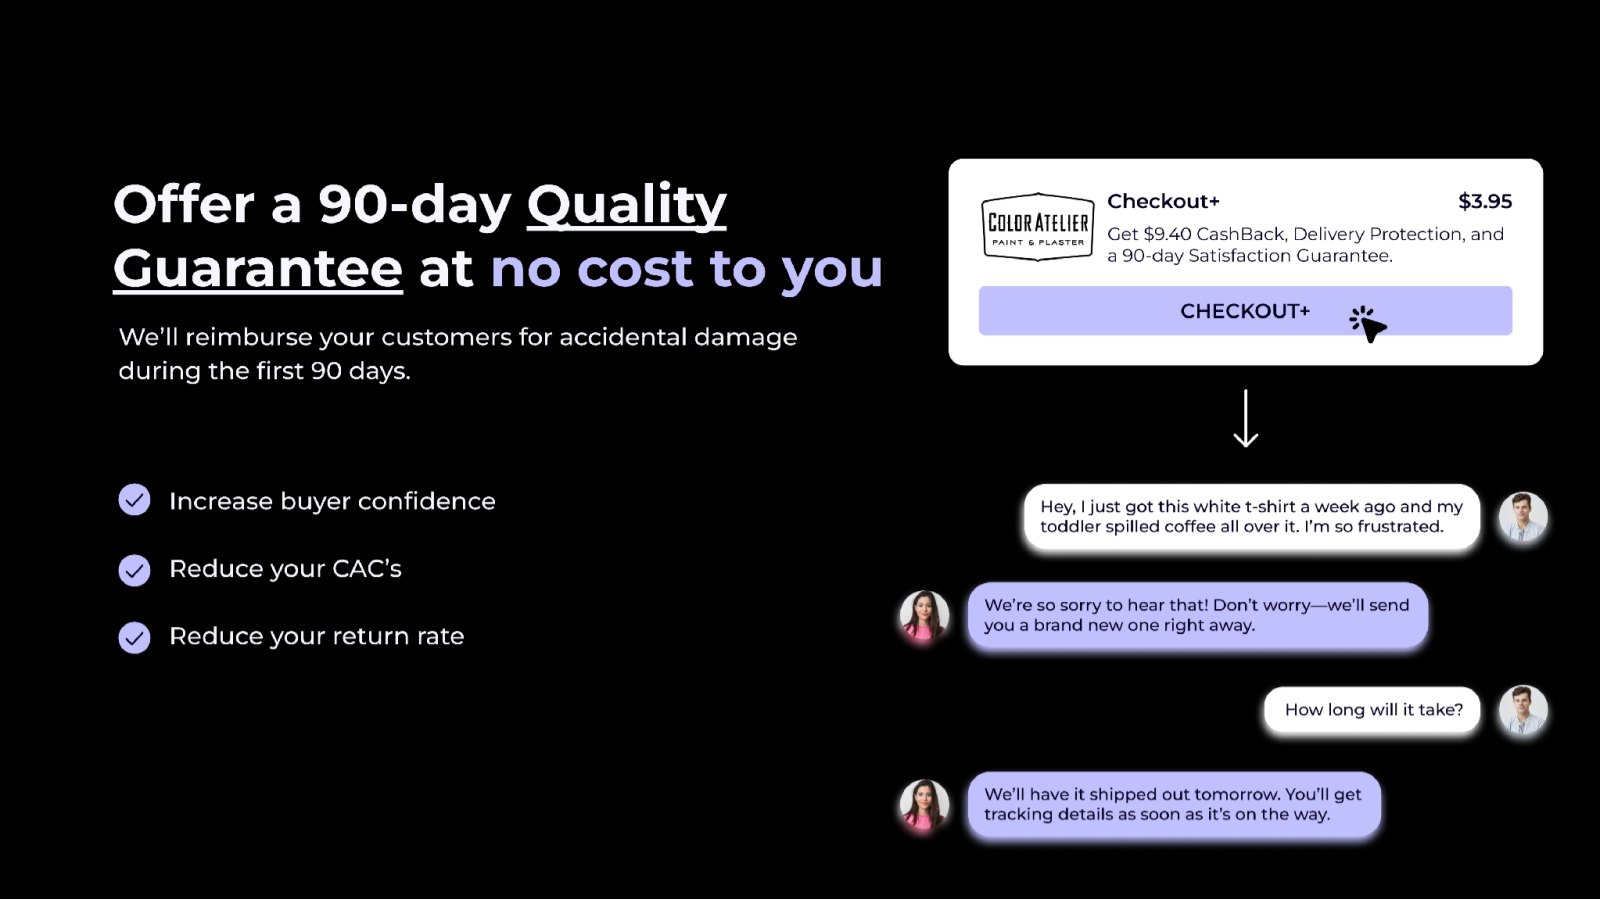 Offer a 90-day Quality
Guarantee at no cost to you
We’ll reimburse your customers for accidental damage
during the first 90 days.
Increase buyer confidence
Reduce your CAC’s
Reduce your return rate
COLOR ATELIER
PAINT & PLASTER
Checkout+
$3.95
Get $9.40 CashBack, Delivery Protection, and
a 90-day Satisfaction Guarantee.
CHECKOUT+
Hey, I just got this white t-shirt a week ago and my
toddler spilled coffee all over it. I’m so frustrated.
We’re so sorry to hear that! Don’t worry—we’ll send
you a brand new one right away.
How long will it take?
We’ll have it shipped out tomorrow. You’ll get
tracking details as soon as it’s on the way.